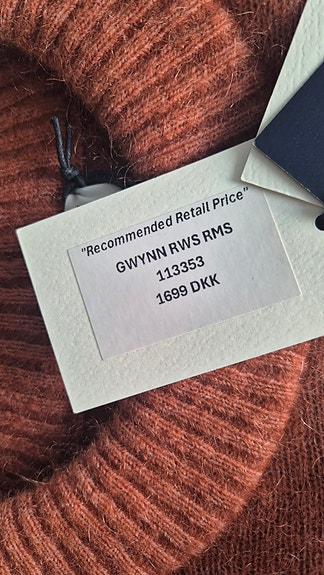 "Recommended Retail Price"
GWYNN RWS RMS
113353
1699 DKK